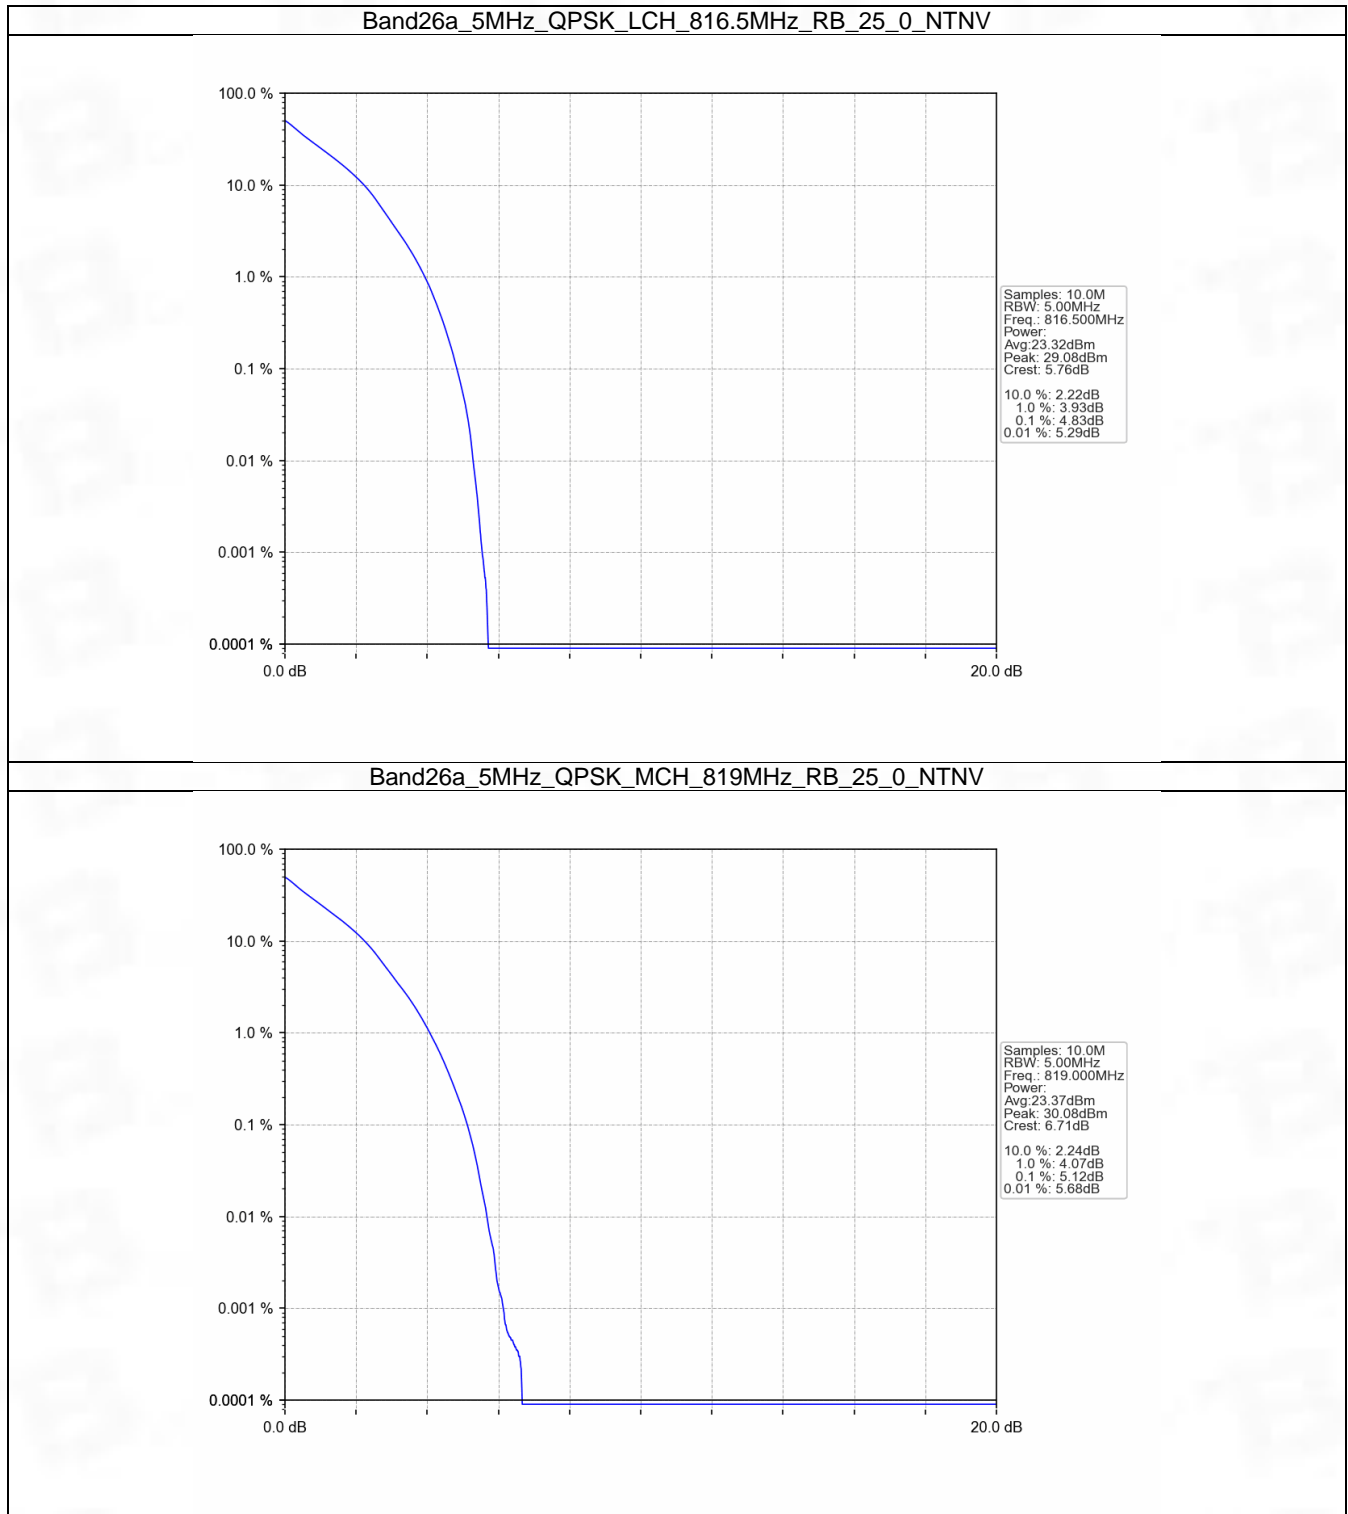 Band26a_5MHz_QPSK_LCH_816.5MHz_RB_25_0_NTNV
100.0 %
10.0 %
1.0 %
0.1 %
0.01 %
0.001 %
0.0001 %
0.0 dB
20.0 dB
Samples: 10.0M
RBW: 5.00MHz
Freq.: 816.500MHz
Power:
Avg:23.32dBm
Peak: 29.08dBm
Crest: 5.76dB
10.0 %: 2.22dB
1.0 %: 3.93dB
0.1 %: 4.83dB
0.01 %: 5.29dB
Band26a_5MHz_QPSK_MCH_819MHz_RB_25_0_NTNV
100.0 %
10.0 %
1.0 %
0.1 %
0.01 %
0.001 %
0.0001 %
0.0 dB
20.0 dB
Samples: 10.0M
RBW: 5.00MHz
Freq.: 819.000MHz
Power:
Avg:23.37dBm
Peak: 30.08dBm
Crest: 6.71dB
10.0 %: 2.24dB
1.0 %: 4.07dB
0.1 %: 5.12dB
0.01 %: 5.68dB